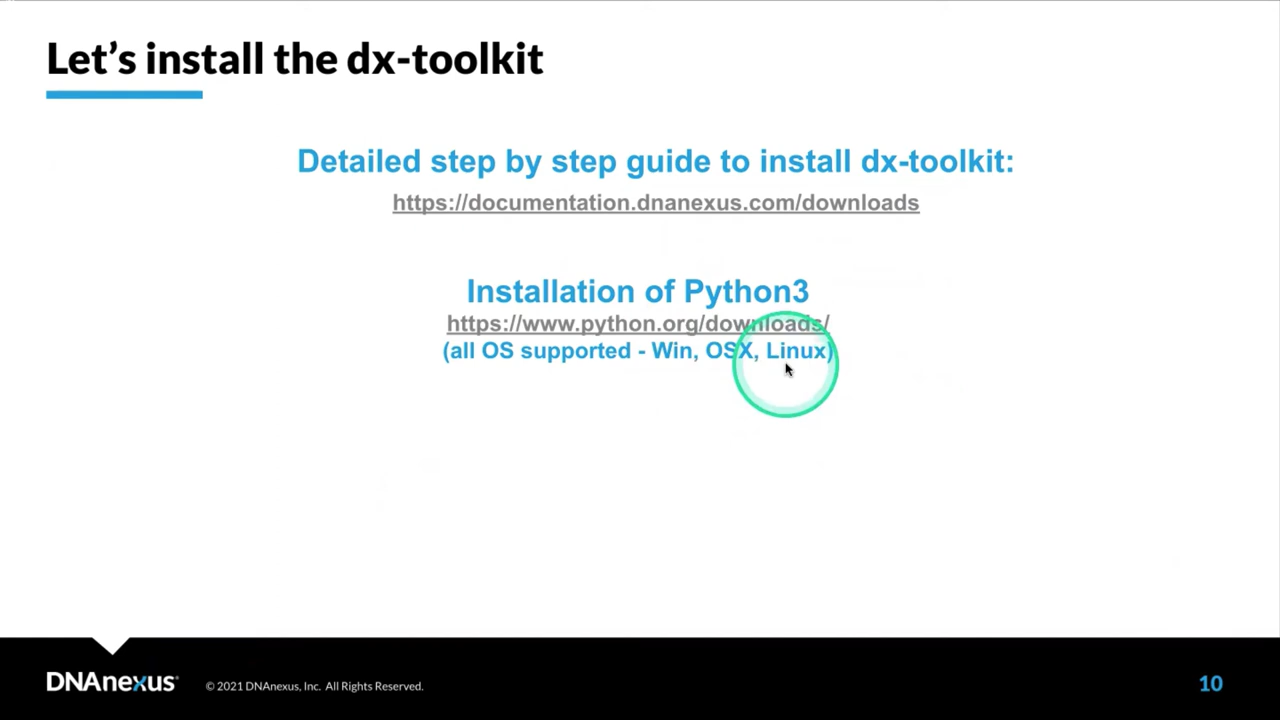 Let's install the dx-toolkit
Detailed step by step guide to install dx-toolkit:
https://documentation.dnanexus.com/downloads
Installation of Python3
https://www.python.org/downloads/
(all OS supported - Win, OSX, Linux)
DNAnexus® © 2021 DNAnexus, Inc. All Rights Reserved. 10